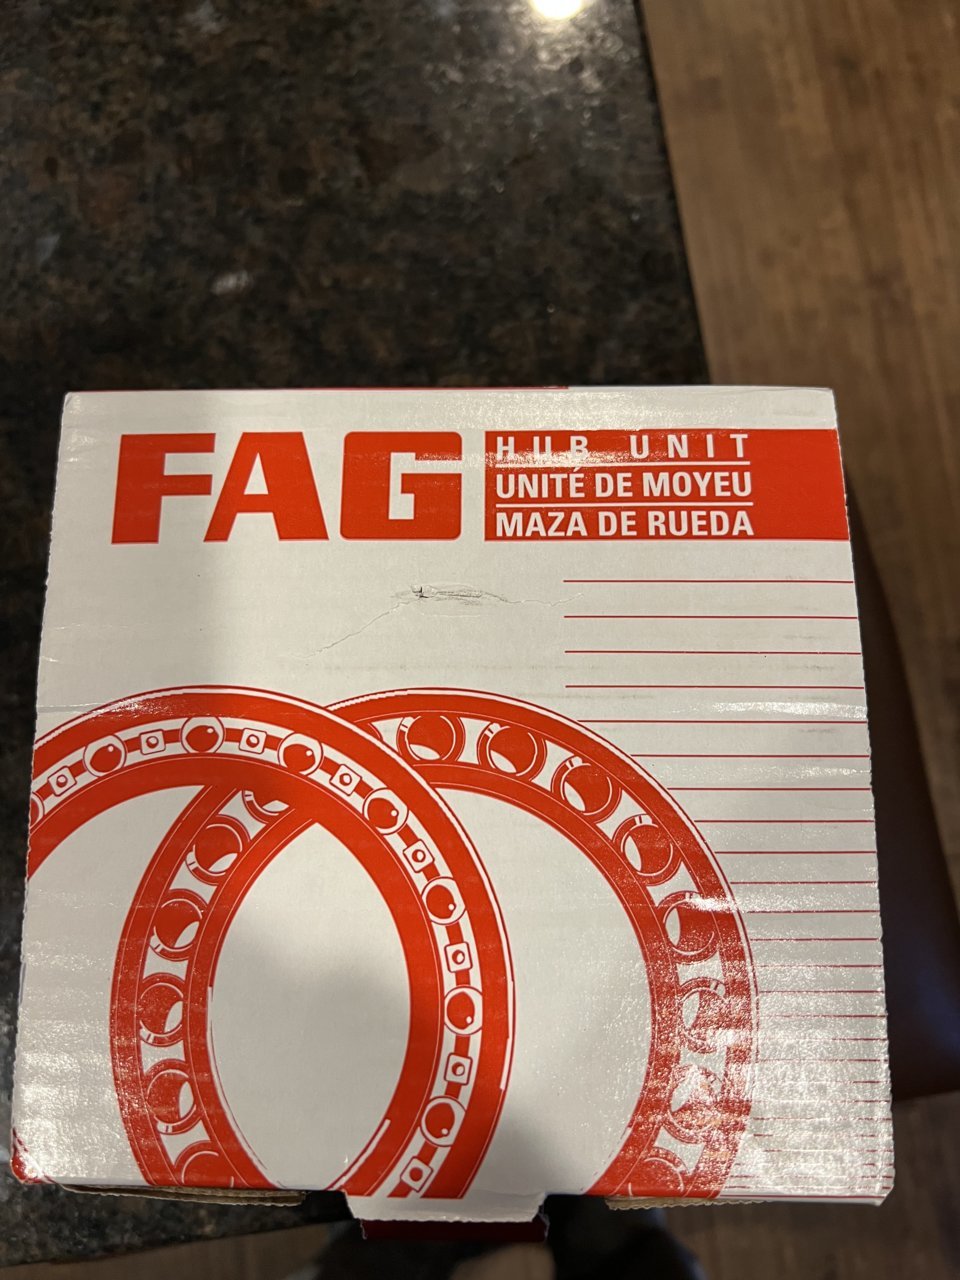 FAG
HUB UNIT
UNITÉ DE MOYEU
MAZA DE RUEDA